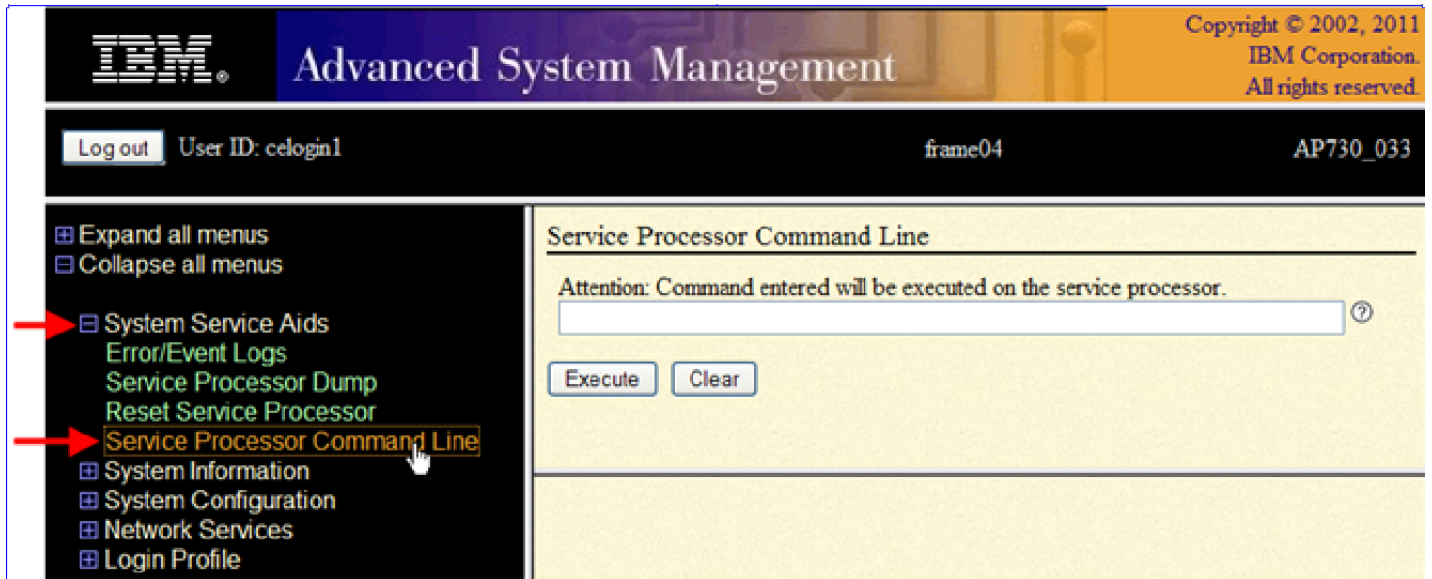 IBM®
Advanced System Management
Copyright © 2002, 2011
IBM Corporation.
All rights reserved.
Log out User ID: celogin1 frame04 AP730_033
Expand all menus
Collapse all menus
System Service Aids
Error/Event Logs
Service Processor Dump
Reset Service Processor
Service Processor Command Line
System Information
System Configuration
Network Services
Login Profile
Service Processor Command Line
Attention: Command entered will be executed on the service processor.
?
Execute Clear